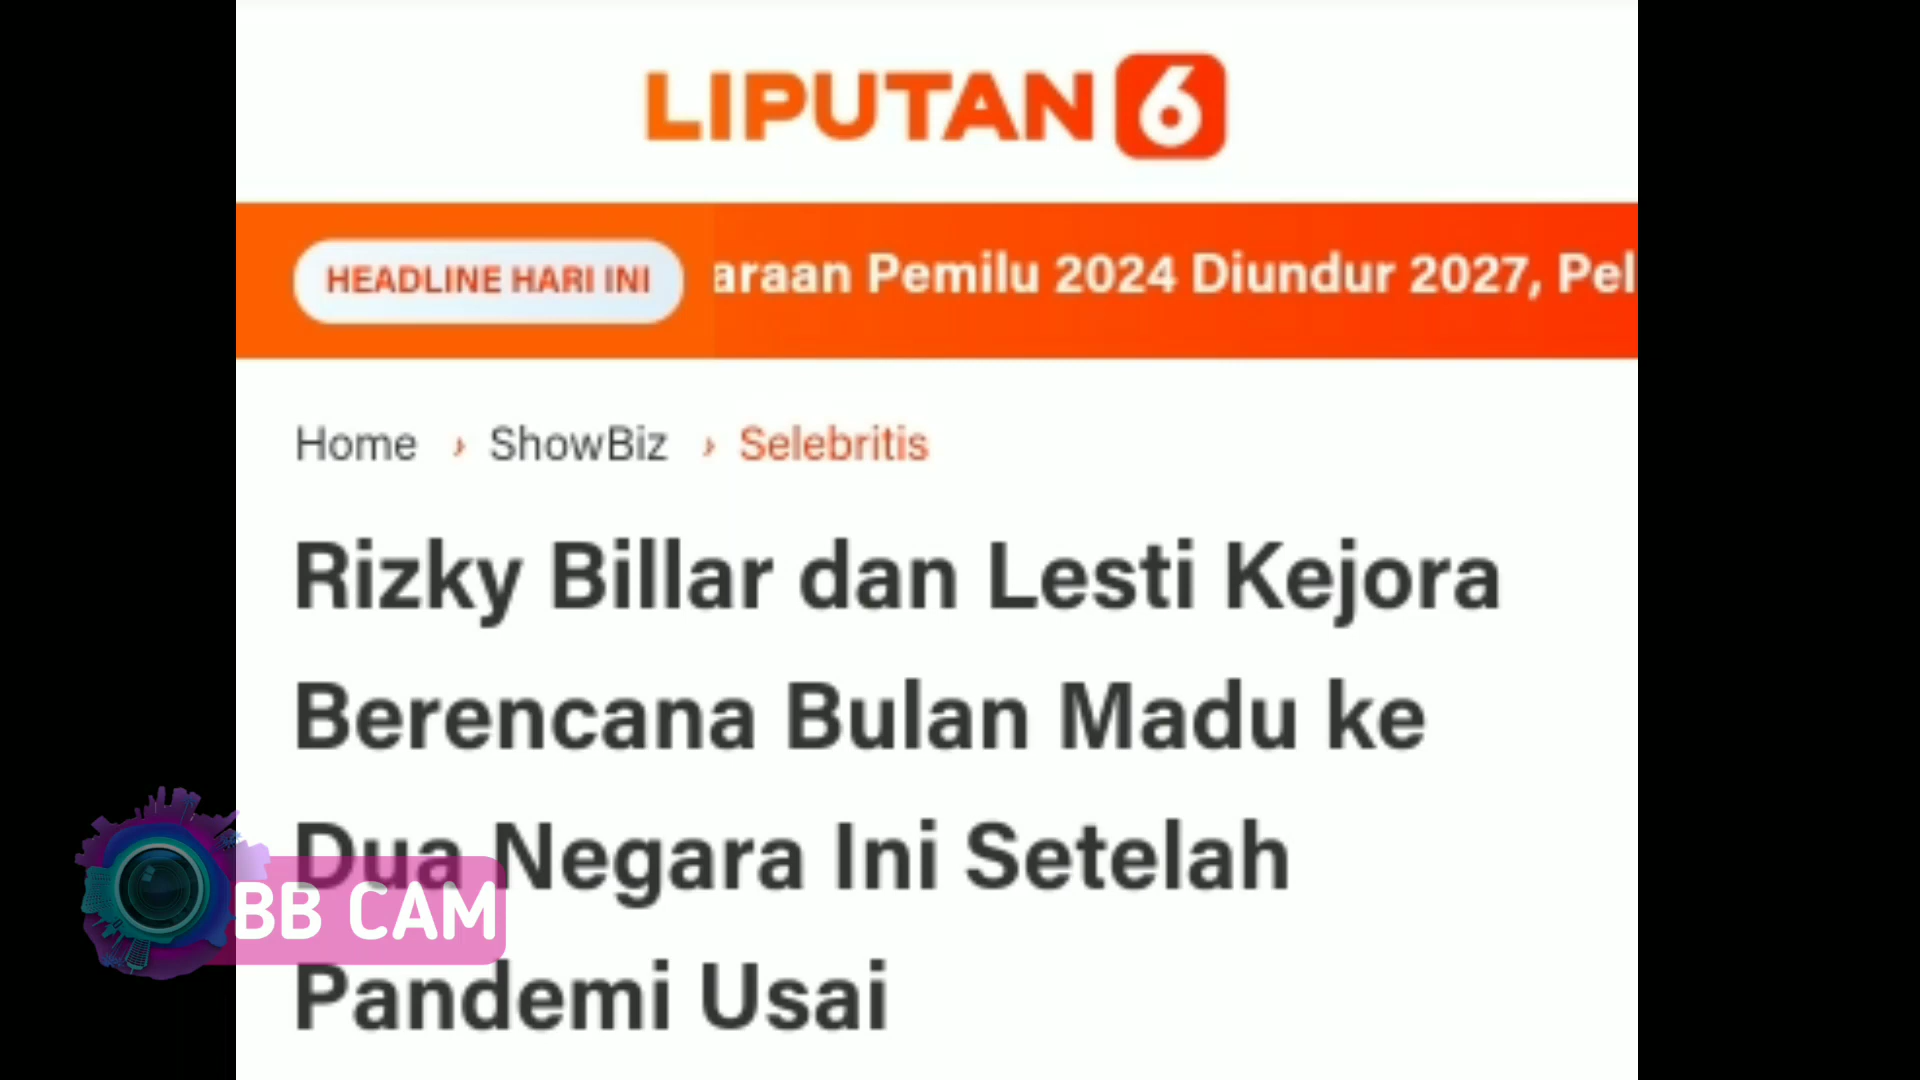 LIPUTAN 6
HEADLINE HARI INI
araan Pemilu 2024 Diundur 2027, Pel
Home › ShowBiz › Selebritis
Rizky Billar dan Lesti Kejora
Berencana Bulan Madu ke
Dua Negara Ini Setelah
Pandemi Usai
BB CAM